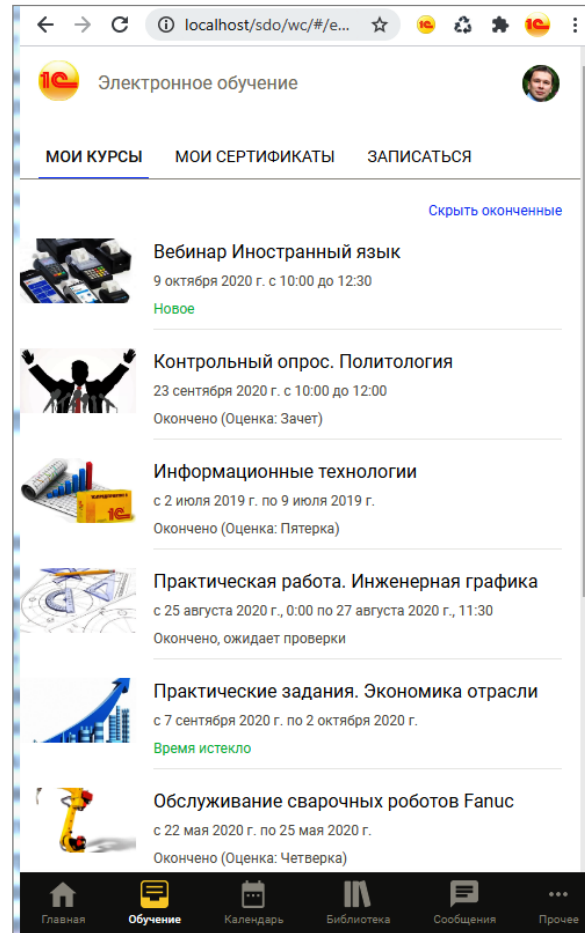 localhost/sdo/wc/#/e...
1С
1С
1С
Электронное обучение
МОИ КУРСЫ
МОИ СЕРТИФИКАТЫ
ЗАПИСАТЬСЯ
Скрыть оконченные
Вебинар Иностранный язык
9 октября 2020 г. с 10:00 до 12:30
Новое
Контрольный опрос. Политология
23 сентября 2020 г. с 10:00 до 12:00
Окончено (Оценка: Зачет)
1С
Информационные технологии
с 2 июля 2019 г. по 9 июля 2019 г.
Окончено (Оценка: Пятерка)
Практическая работа. Инженерная графика
с 25 августа 2020 г., 0:00 по 27 августа 2020 г., 11:30
Окончено, ожидает проверки
Практические задания. Экономика отрасли
с 7 сентября 2020 г. по 2 октября 2020 г.
Время истекло
Обслуживание сварочных роботов Fanuc
с 22 мая 2020 г. по 25 мая 2020 г.
Окончено (Оценка: Четверка)
Главная
Обучение
Календарь
Библиотека
Сообщения
Прочее